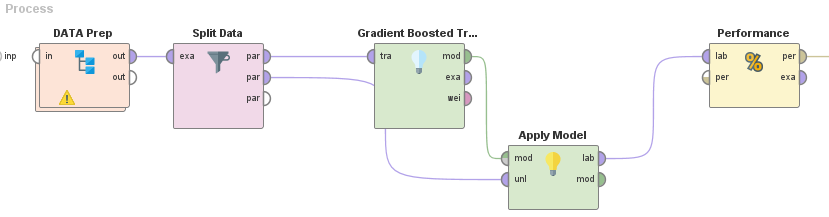 Process
inp
DATA Prep
in out
out
Split Data
exa par
par
par
Gradient Boosted Tr...
tra mod
exa
wei
Apply Model
mod lab
unl mod
Performance
%
lab per
per exa